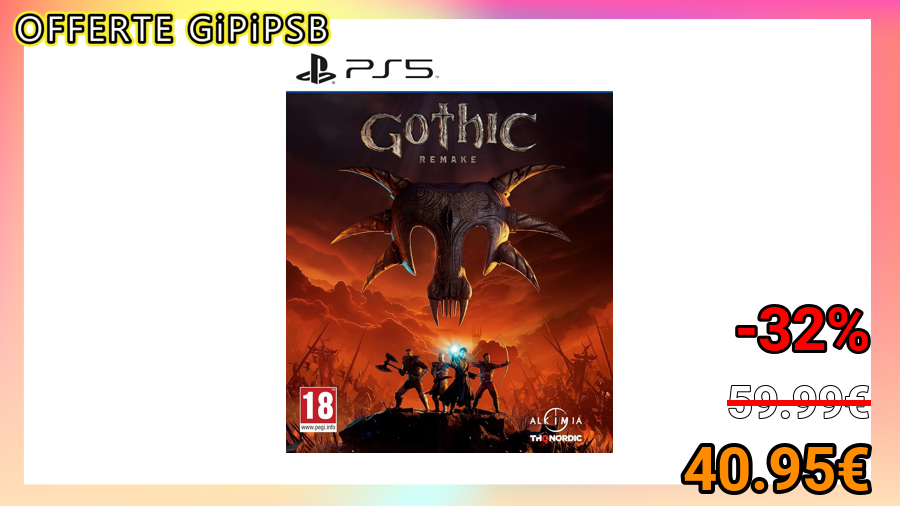 OFFERTE GiPiPSB
PS5
GOTHIC
REMAKE
-32%
59.99€
40.95€
18
www.pegi.info
ALKIMIA
THQ NORDIC